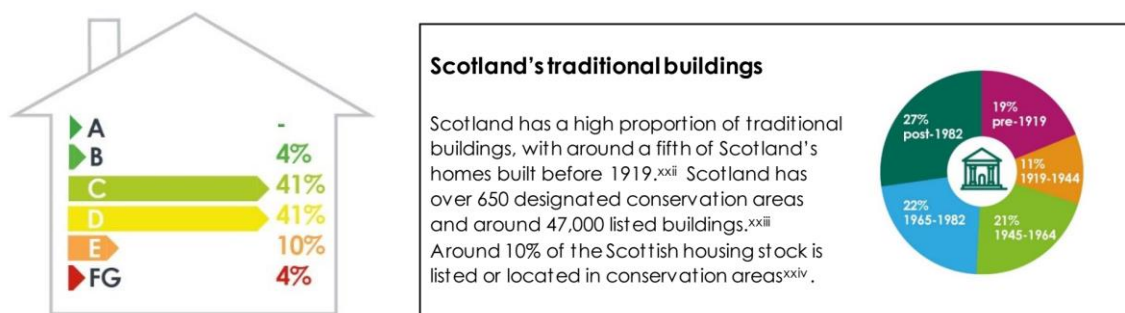 A -
B 4%
C 41%
D 41%
E 10%
FG 4%
Scotland’s traditional buildings
Scotland has a high proportion of traditional
buildings, with around a fifth of Scotland’s
homes built before 1919.xxii Scotland has
over 650 designated conservation areas
and around 47,000 listed buildings.xxiii
Around 10% of the Scottish housing stock is
listed or located in conservation areasxxiv.
19%
pre-1919
11%
1919-1944
21%
1945-1964
22%
1965-1982
27%
post-1982